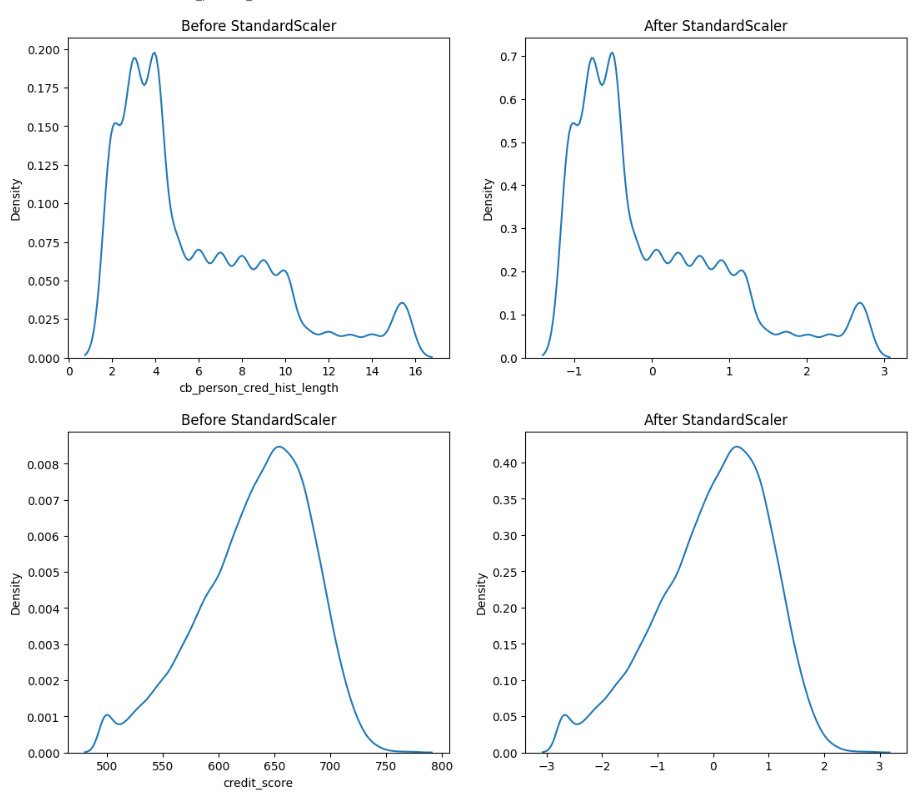 Before StandardScaler
After StandardScaler
Density
0.200
0.175
0.150
0.125
0.100
0.075
0.050
0.025
0.000
0 2 4 6 8 10 12 14 16
cb_person_cred_hist_length
Density
0.7
0.6
0.5
0.4
0.3
0.2
0.1
0.0
−1 0 1 2 3
Before StandardScaler
After StandardScaler
Density
0.008
0.007
0.006
0.005
0.004
0.003
0.002
0.001
0.000
500 550 600 650 700 750 800
credit_score
Density
0.40
0.35
0.30
0.25
0.20
0.15
0.10
0.05
0.00
−3 −2 −1 0 1 2 3